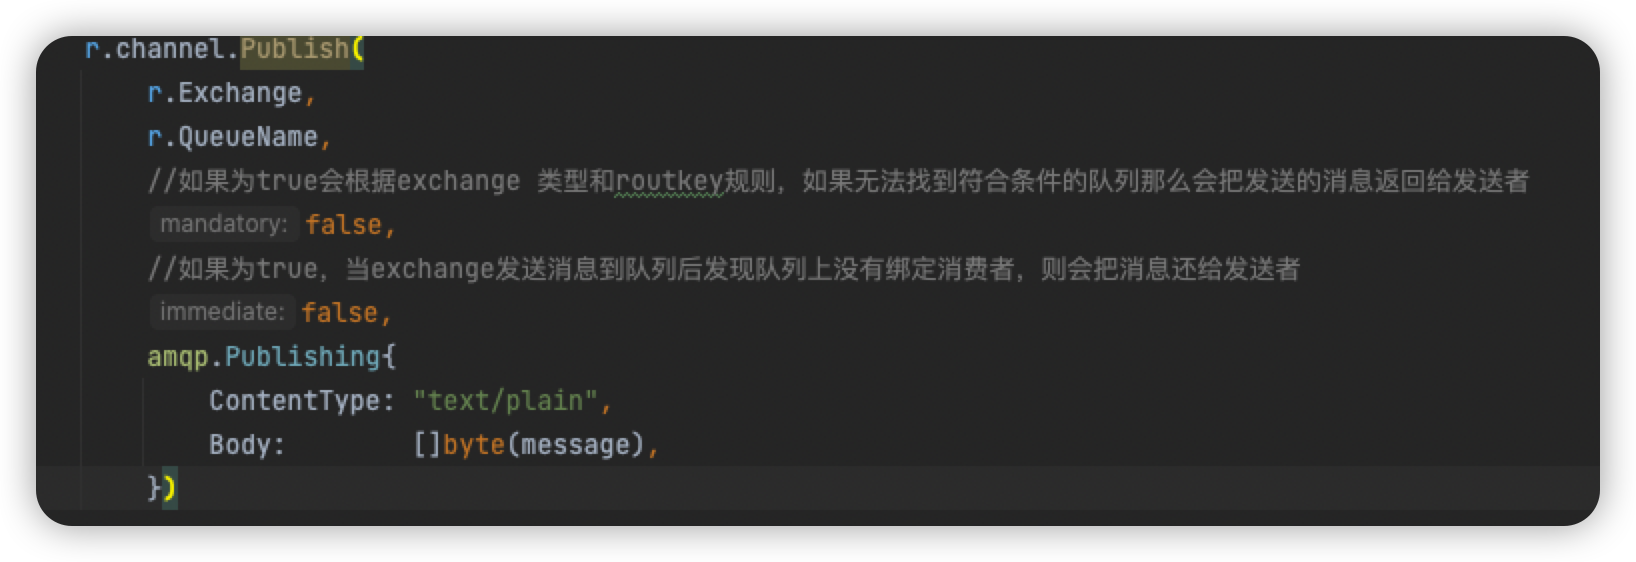 r.channel.Publish(
r.Exchange,
r.QueueName,
//如果为true会根据exchange 类型和routkey规则，如果无法找到符合条件的队列那么会把发送的消息返回给发送者
mandatory: false,
//如果为true，当exchange发送消息到队列后发现队列上没有绑定消费者，则会把消息还给发送者
immediate: false,
amqp.Publishing{
ContentType: "text/plain",
Body: []byte(message),
})